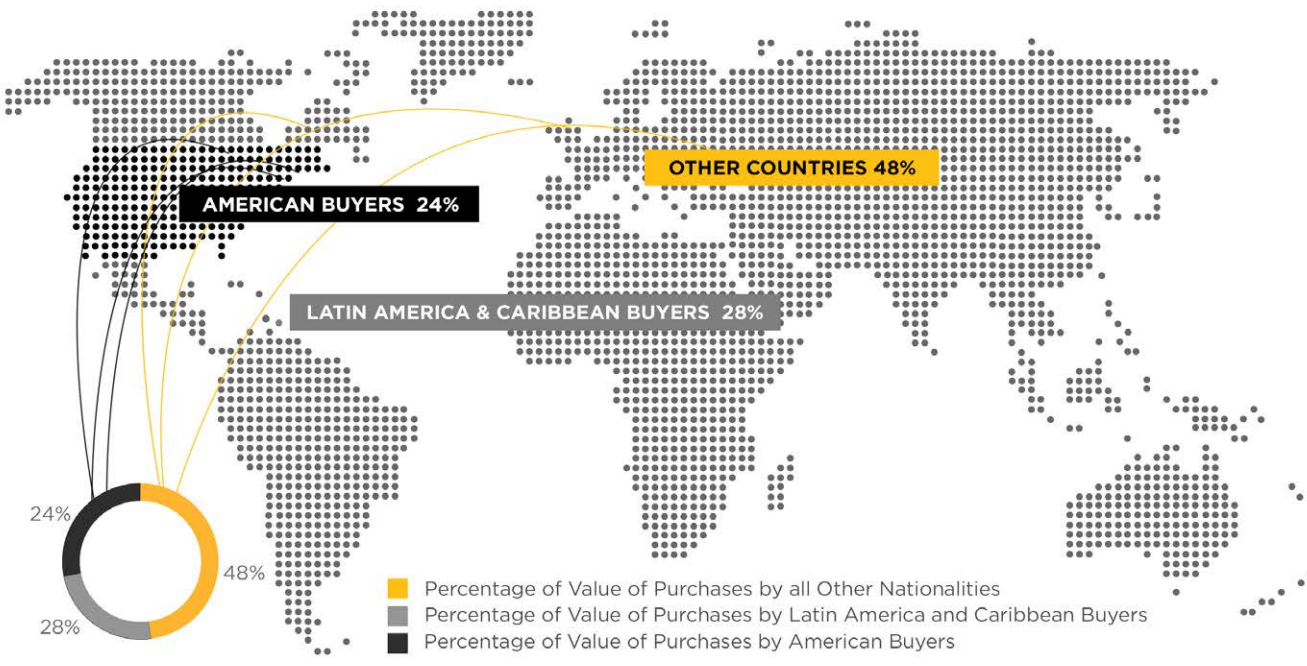 OTHER COUNTRIES 48%
AMERICAN BUYERS 24%
LATIN AMERICA & CARIBBEAN BUYERS 28%
24%
48%
28%
Percentage of Value of Purchases by all Other Nationalities
Percentage of Value of Purchases by Latin America and Caribbean Buyers
Percentage of Value of Purchases by American Buyers